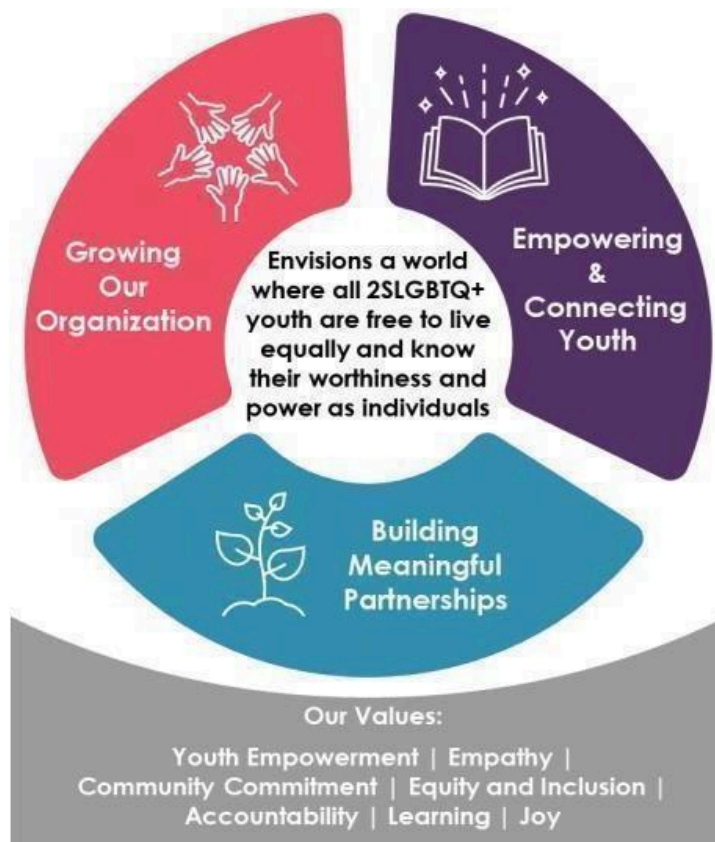 Growing
Our
Organization
Empowering
&
Connecting
Youth
Envisions a world
where all 2SLGBTQ+
youth are free to live
equally and know
their worthiness and
power as individuals
Building
Meaningful
Partnerships
Our Values:
Youth Empowerment | Empathy |
Community Commitment | Equity and Inclusion |
Accountability | Learning | Joy